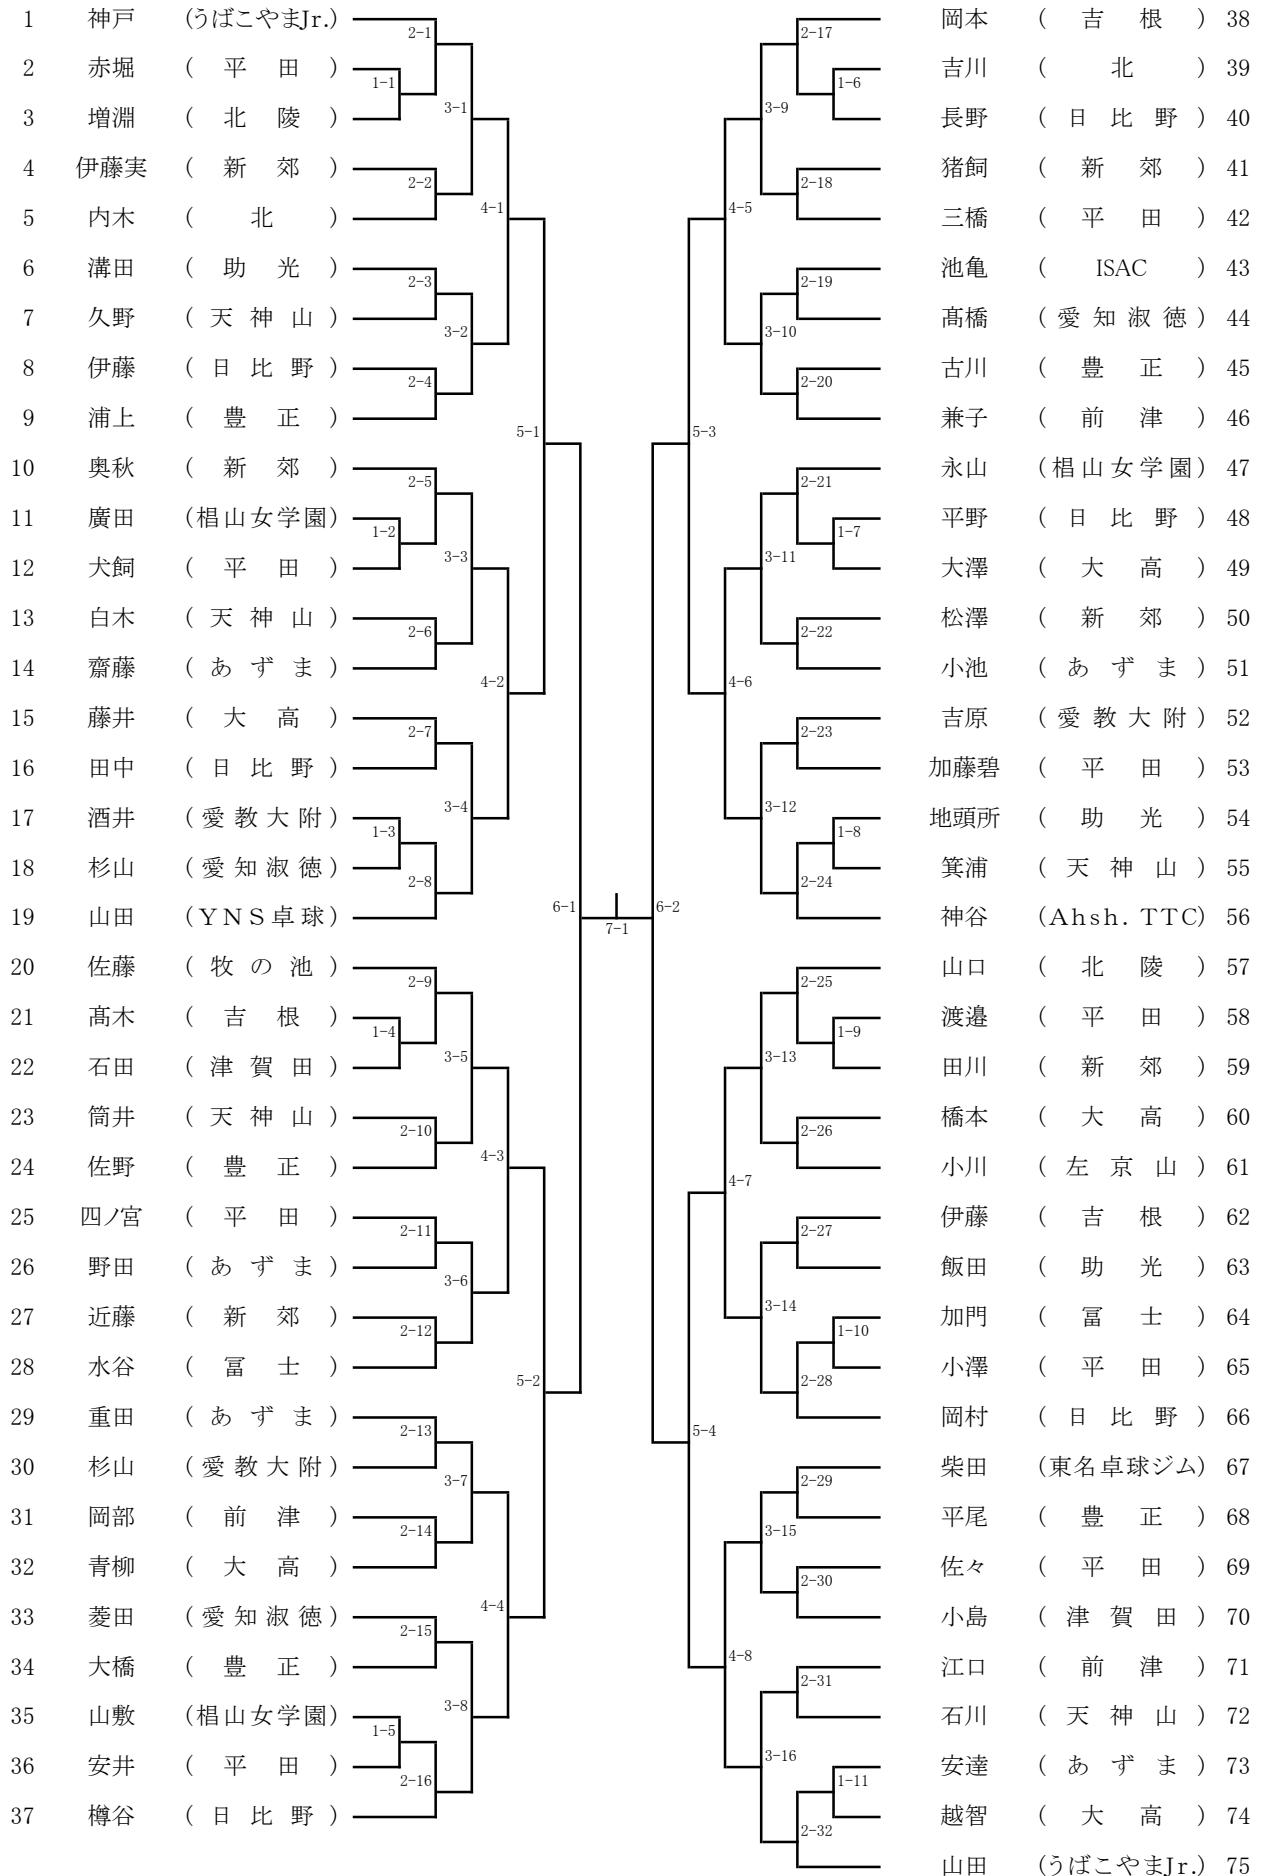 1 神戸 (うばこやまJr.) 岡本 ( 吉 根 ) 38
2-1 2-17
2 赤堀 ( 平 田 ) 吉川 ( 北 ) 39
1-1 1-6
3-1 3-9
3 増淵 ( 北 陵 ) 長野 ( 日 比 野 ) 40
4 伊藤実 ( 新 郊 ) 猪飼 ( 新 郊 ) 41
2-2 2-18
4-1 4-5
5 内木 ( 北 ) 三橋 ( 平 田 ) 42
6 溝田 ( 助 光 ) 池亀 ( ISAC ) 43
2-3 2-19
7 久野 ( 天 神 山 ) 髙橋 ( 愛 知 淑 徳 ) 44
3-2 3-10
8 伊藤 ( 日 比 野 ) 古川 ( 豊 正 ) 45
2-4 2-20
9 浦上 ( 豊 正 ) 兼子 ( 前 津 ) 46
5-1 5-3
10 奥秋 ( 新 郊 ) 永山 (椙山女学園) 47
2-5 2-21
11 廣田 (椙山女学園) 平野 ( 日 比 野 ) 48
1-2 1-7
3-3 3-11
12 犬飼 ( 平 田 ) 大澤 ( 大 高 ) 49
13 白木 ( 天 神 山 ) 松澤 ( 新 郊 ) 50
2-6 2-22
14 齋藤 ( あ ず ま ) 小池 ( あ ず ま ) 51
4-2 4-6
15 藤井 ( 大 高 ) 吉原 ( 愛 教 大 附 ) 52
2-7 2-23
16 田中 ( 日 比 野 ) 加藤碧 ( 平 田 ) 53
3-4 3-12
17 酒井 ( 愛 教 大 附 ) 地頭所 ( 助 光 ) 54
1-3 1-8
18 杉山 ( 愛 知 淑 徳 ) 箕浦 ( 天 神 山 ) 55
2-8 2-24
6-1 6-2
19 山田 (YNS卓球) 神谷 (Ahsh. TTC) 56
7-1
20 佐藤 ( 牧 の 池 ) 山口 ( 北 陵 ) 57
2-9 2-25
21 髙木 ( 吉 根 ) 渡邉 ( 平 田 ) 58
1-4 1-9
3-5 3-13
22 石田 ( 津 賀 田 ) 田川 ( 新 郊 ) 59
23 筒井 ( 天 神 山 ) 橋本 ( 大 高 ) 60
2-10 2-26
4-3
24 佐野 ( 豊 正 ) 小川 ( 左 京 山 ) 61
4-7
25 四ノ宮 ( 平 田 ) 伊藤 ( 吉 根 ) 62
2-11 2-27
26 野田 ( あ ず ま ) 飯田 ( 助 光 ) 63
3-6 3-14
27 近藤 ( 新 郊 ) 加門 ( 冨 士 ) 64
2-12 1-10
28 水谷 ( 冨 士 ) 小澤 ( 平 田 ) 65
5-2 2-28
29 重田 ( あ ず ま ) 岡村 ( 日 比 野 ) 66
2-13 5-4
30 杉山 ( 愛 教 大 附 ) 柴田 (東名卓球ジム) 67
3-7 2-29
31 岡部 ( 前 津 ) 平尾 ( 豊 正 ) 68
2-14 3-15
32 青柳 ( 大 高 ) 佐々 ( 平 田 ) 69
2-30
4-4
33 菱田 ( 愛 知 淑 徳 ) 小島 ( 津 賀 田 ) 70
2-15
4-8
34 大橋 ( 豊 正 ) 江口 ( 前 津 ) 71
2-31
3-8
35 山敷 (椙山女学園) 石川 ( 天 神 山 ) 72
1-5
3-16
36 安井 ( 平 田 ) 安達 ( あ ず ま ) 73
2-16 1-11
37 樽谷 ( 日 比 野 ) 越智 ( 大 高 ) 74
2-32
山田 (うばこやまJr.) 75